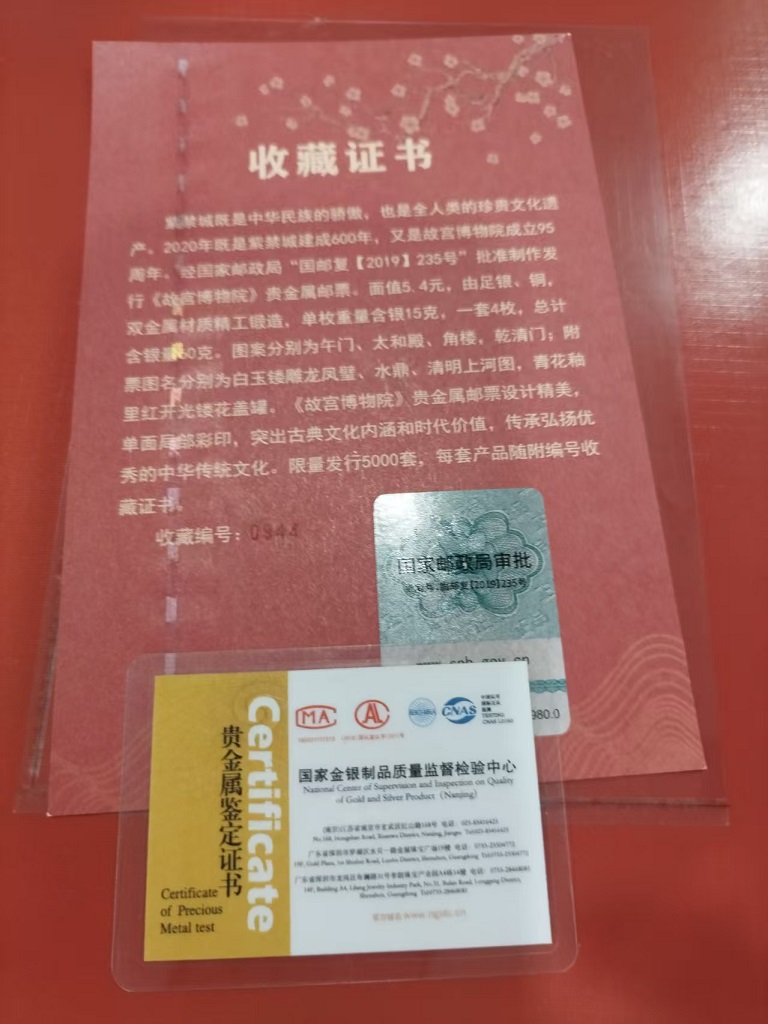 收藏证书
紫禁城既是中华民族的骄傲，也是全人类的珍贵文化遗
产。2020年既是紫禁城建成600年，又是故宫博物院成立95
周年，经国家邮政局“国邮复【2019】235号”批准制作发
行《故宫博物院》贵金属邮票。面值5.4元，由足银、铜，
双金属材质精工锻造，单枚重量含银15克，一套4枚，总计
含银量60克。图案分别为午门、太和殿、角楼，乾清门；附
票图名分别为白玉镂雕龙凤璧、水鼎、清明上河图，青花釉
里红开光镂花盖罐。《故宫博物院》贵金属邮票设计精美，
单面局部彩印，突出古典文化内涵和时代价值，传承弘扬优
秀的中华传统文化。限量发行5000套，每套产品随附编号收
藏证书。
收藏编号：0944
国家邮政局审批
国邮复【2019】235号
980.0
Certificate
贵金属鉴定证书
Certificate
of Precious
Metal test
MA
AL
CNAS
国家金银制品质量监督检验中心
National Center of Supervision and Inspection on Quality
of Gold and Silver Product (Nanjing)